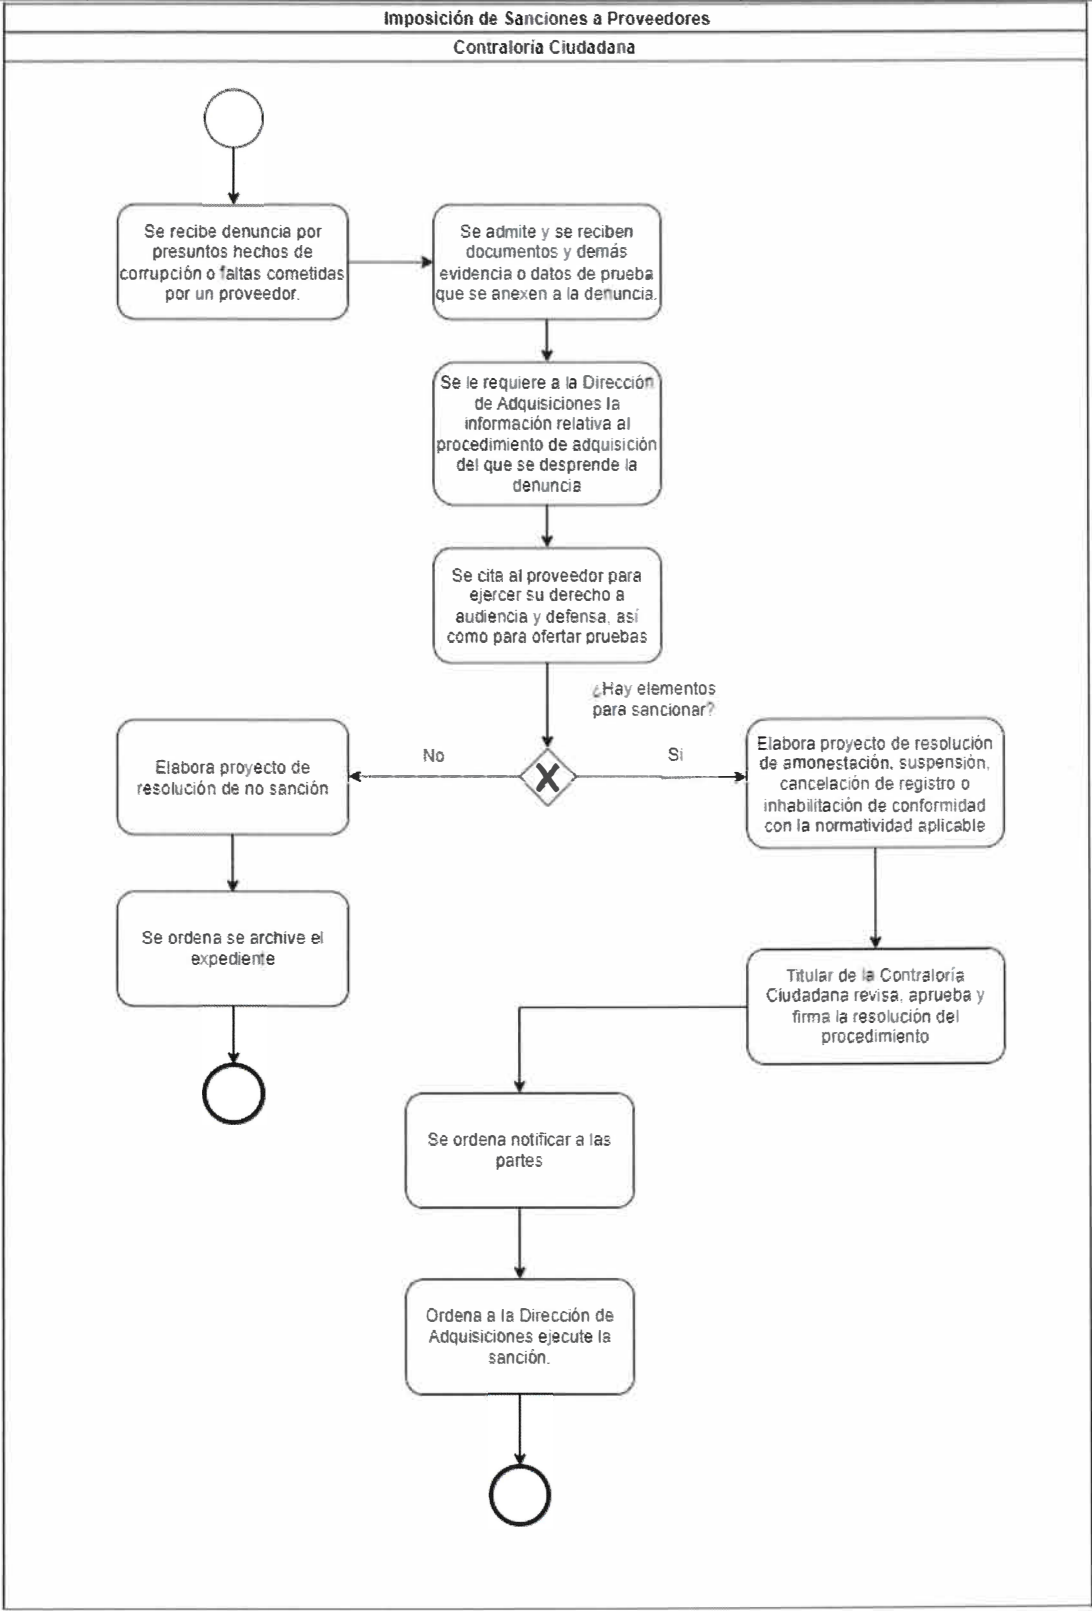 Imposición de Sanciones a Proveedores
Contraloría Ciudadana
Se recibe denuncia por
presuntos hechos de
corrupción o faltas cometidas
por un proveedor.
Se admite y se reciben
documentos y demás
evidencia o datos de prueba
que se anexen a la denuncia.
Se le requiere a la Dirección
de Adquisiciones la
información relativa al
procedimiento de adquisición
del que se desprende la
denuncia
Se cita al proveedor para
ejercer su derecho a
audiencia y defensa, así
como para ofertar pruebas
¿Hay elementos
para sancionar?
No
Si
Elabora proyecto de
resolución de no sanción
Elabora proyecto de resolución
de amonestación, suspensión,
cancelación de registro o
inhabilitación de conformidad
con la normatividad aplicable
Se ordena se archive el
expediente
Titular de la Contraloría
Ciudadana revisa, aprueba y
firma la resolución del
procedimiento
Se ordena notificar a las
partes
Ordena a la Dirección de
Adquisiciones ejecute la
sanción.